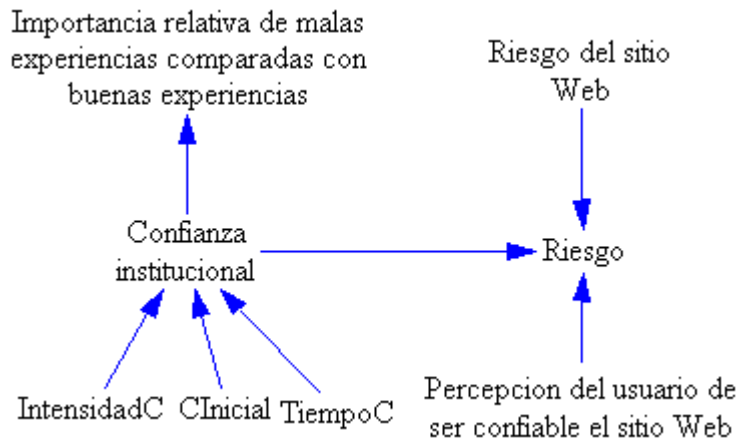 Importancia relativa de malas
experiencias comparadas con
buenas experiencias
Riesgo del sitio
Web
Confianza
institucional
Riesgo
IntensidadC CInicial TiempoC
Percepcion del usuario de
ser confiable el sitio Web